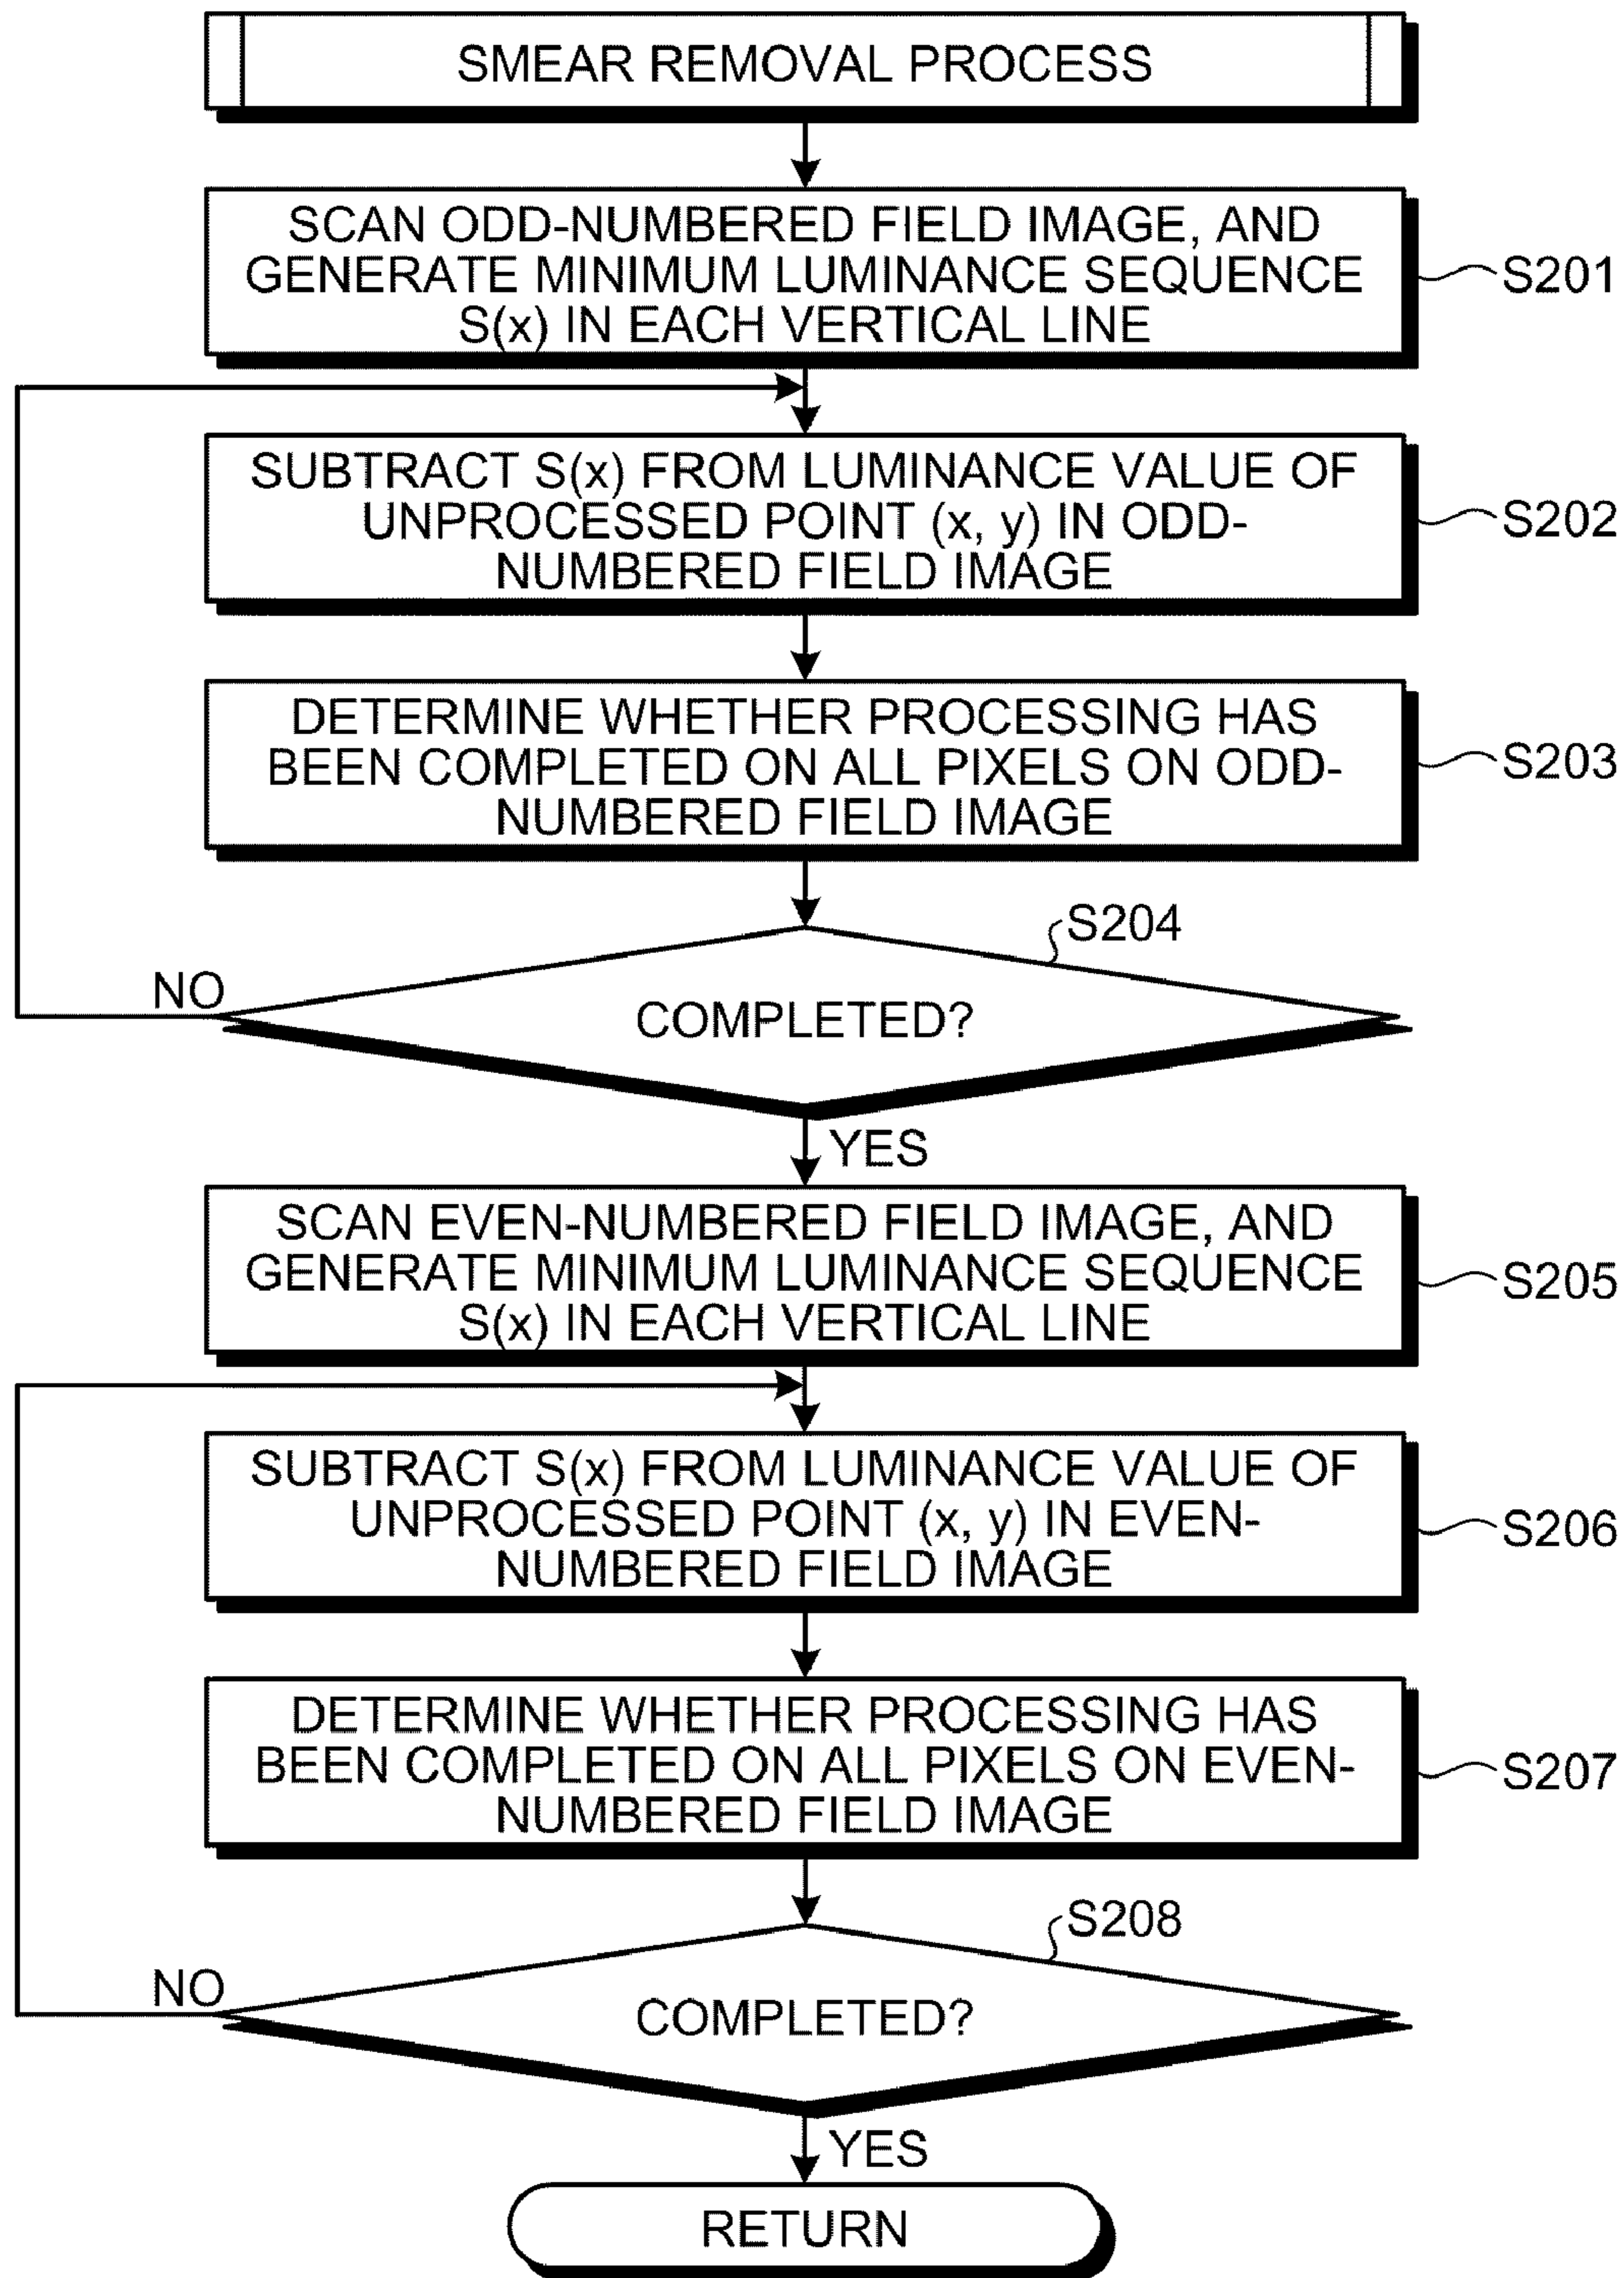 SMEAR REMOVAL PROCESS
SCAN ODD-NUMBERED FIELD IMAGE, AND
GENERATE MINIMUM LUMINANCE SEQUENCE
S(x) IN EACH VERTICAL LINE
S201
SUBTRACT S(x) FROM LUMINANCE VALUE OF
UNPROCESSED POINT (x, y) IN ODD-
NUMBERED FIELD IMAGE
S202
DETERMINE WHETHER PROCESSING HAS
BEEN COMPLETED ON ALL PIXELS ON ODD-
NUMBERED FIELD IMAGE
S203
S204
NO
COMPLETED?
YES
SCAN EVEN-NUMBERED FIELD IMAGE, AND
GENERATE MINIMUM LUMINANCE SEQUENCE
S(x) IN EACH VERTICAL LINE
S205
SUBTRACT S(x) FROM LUMINANCE VALUE OF
UNPROCESSED POINT (x, y) IN EVEN-
NUMBERED FIELD IMAGE
S206
DETERMINE WHETHER PROCESSING HAS
BEEN COMPLETED ON ALL PIXELS ON EVEN-
NUMBERED FIELD IMAGE
S207
S208
NO
COMPLETED?
YES
RETURN